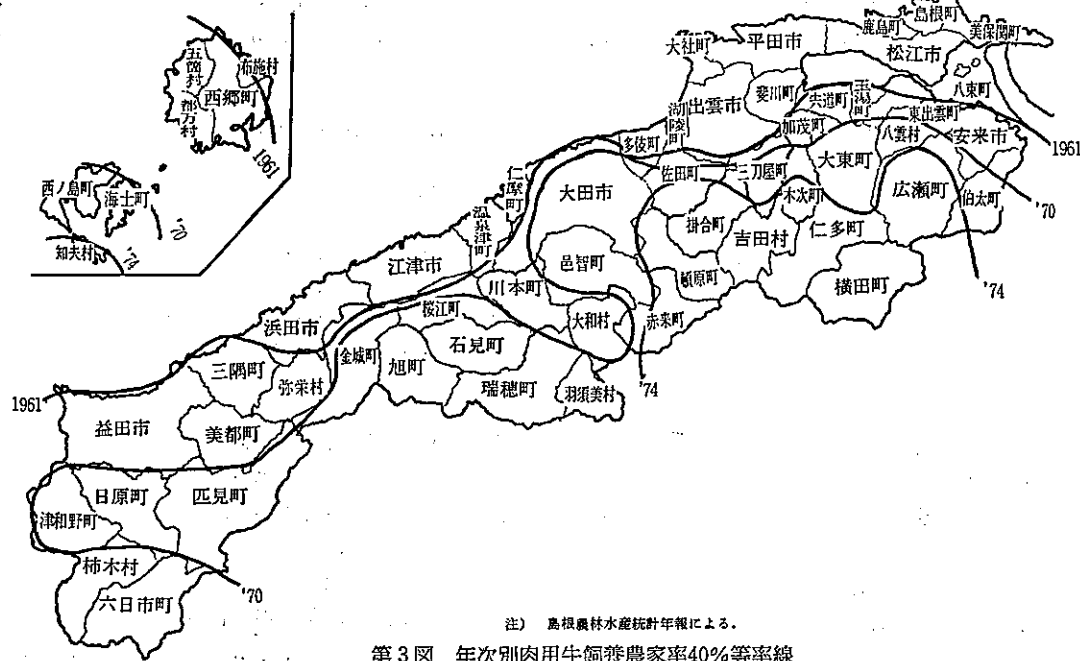 五箇村
布施村
西郷町
都万村
1961
西ノ島町
海士町
'70
知夫村
'74
島根町
鹿島町
美保関町
大社町
平田市
松江市
斐川町
宍道町
玉湯町
八束町
出雲市
湖陵町
東出雲町
加茂町
八雲村
安来市
1961
多伎町
佐田町
三刀屋町
大東町
仁摩町
大田市
木次町
広瀬町
伯太町
'70
温泉津町
掛合町
吉田村
仁多町
江津市
邑智町
頓原町
横田町
'74
川本町
桜江町
大和村
赤来町
浜田市
石見町
金城町
旭町
三隅町
弥栄村
瑞穂町
羽須美村
'74
1961
益田市
美都町
日原町
匹見町
津和野町
柿木村
六日市町
'70
注) 島根農林水産統計年報による.
第3図 年次別肉用牛飼養農家率40%等率線